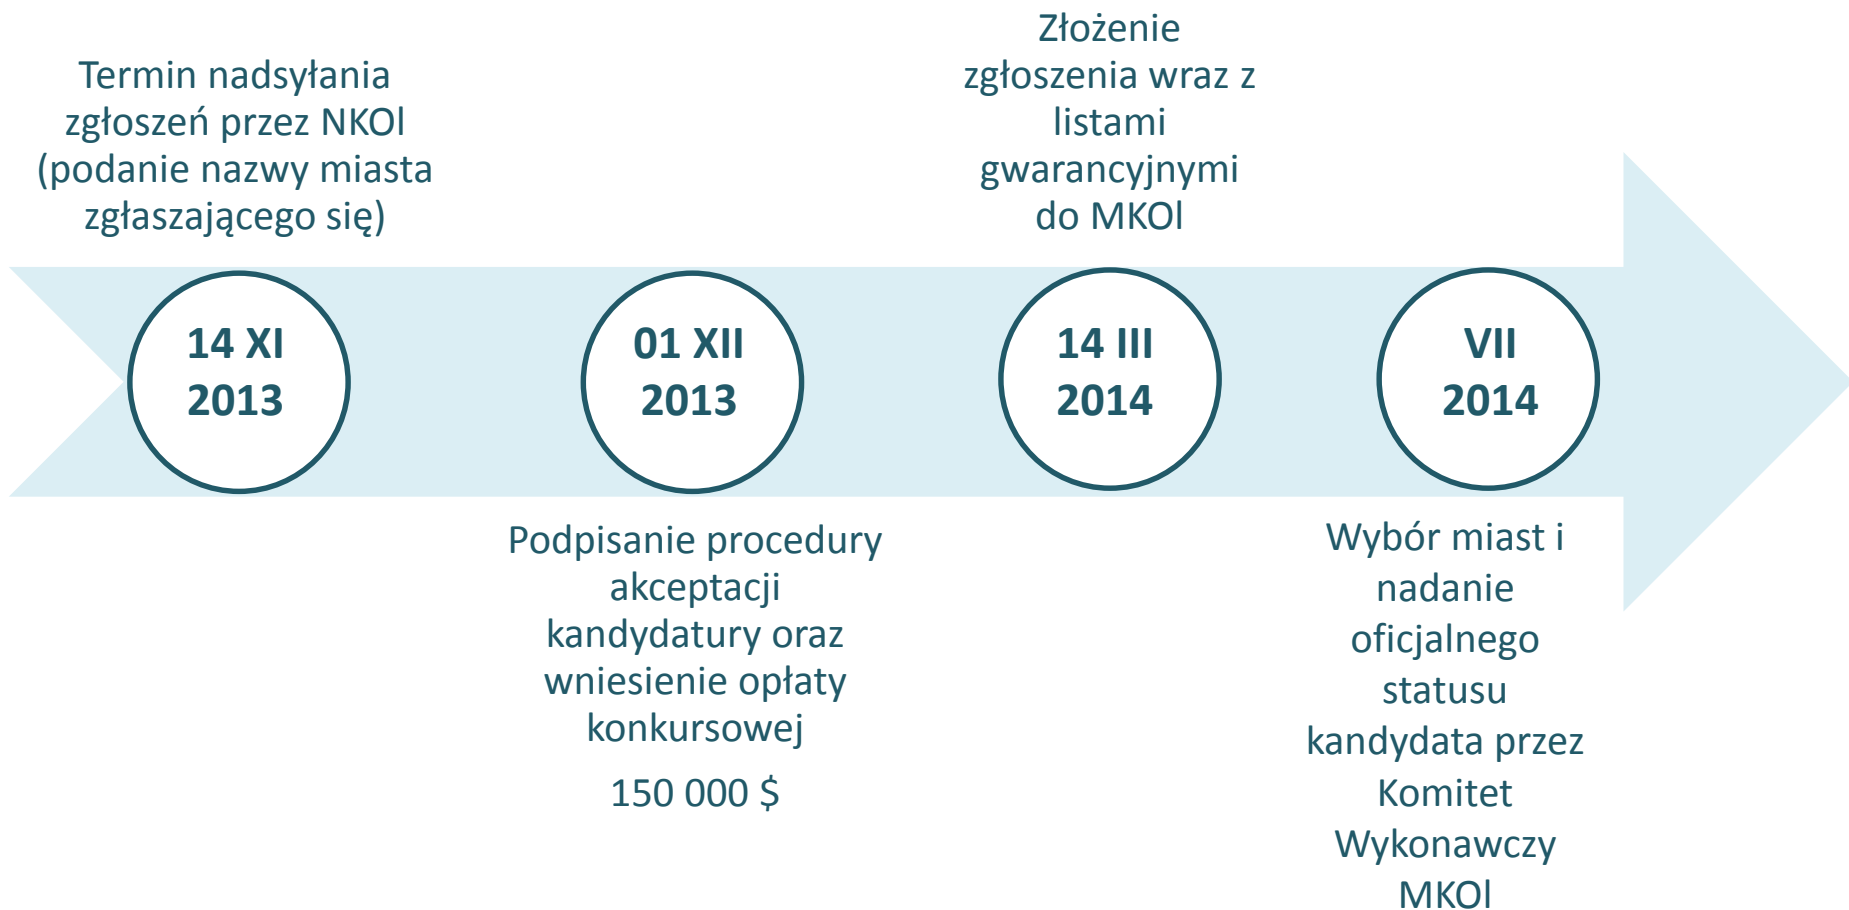 Termin nadsyłania
zgłoszeń przez NKOl
(podanie nazwy miasta
zgłaszającego się)
14 XI
2013
01 XII
2013
Podpisanie procedury
akceptacji
kandydatury oraz
wniesienie opłaty
konkursowej
150 000 $
Złożenie
zgłoszenia wraz z
listami
gwarancyjnymi
do MKOl
14 III
2014
VII
2014
Wybór miast i
nadanie
oficjalnego
statusu
kandydata przez
Komitet
Wykonawczy
MKOl